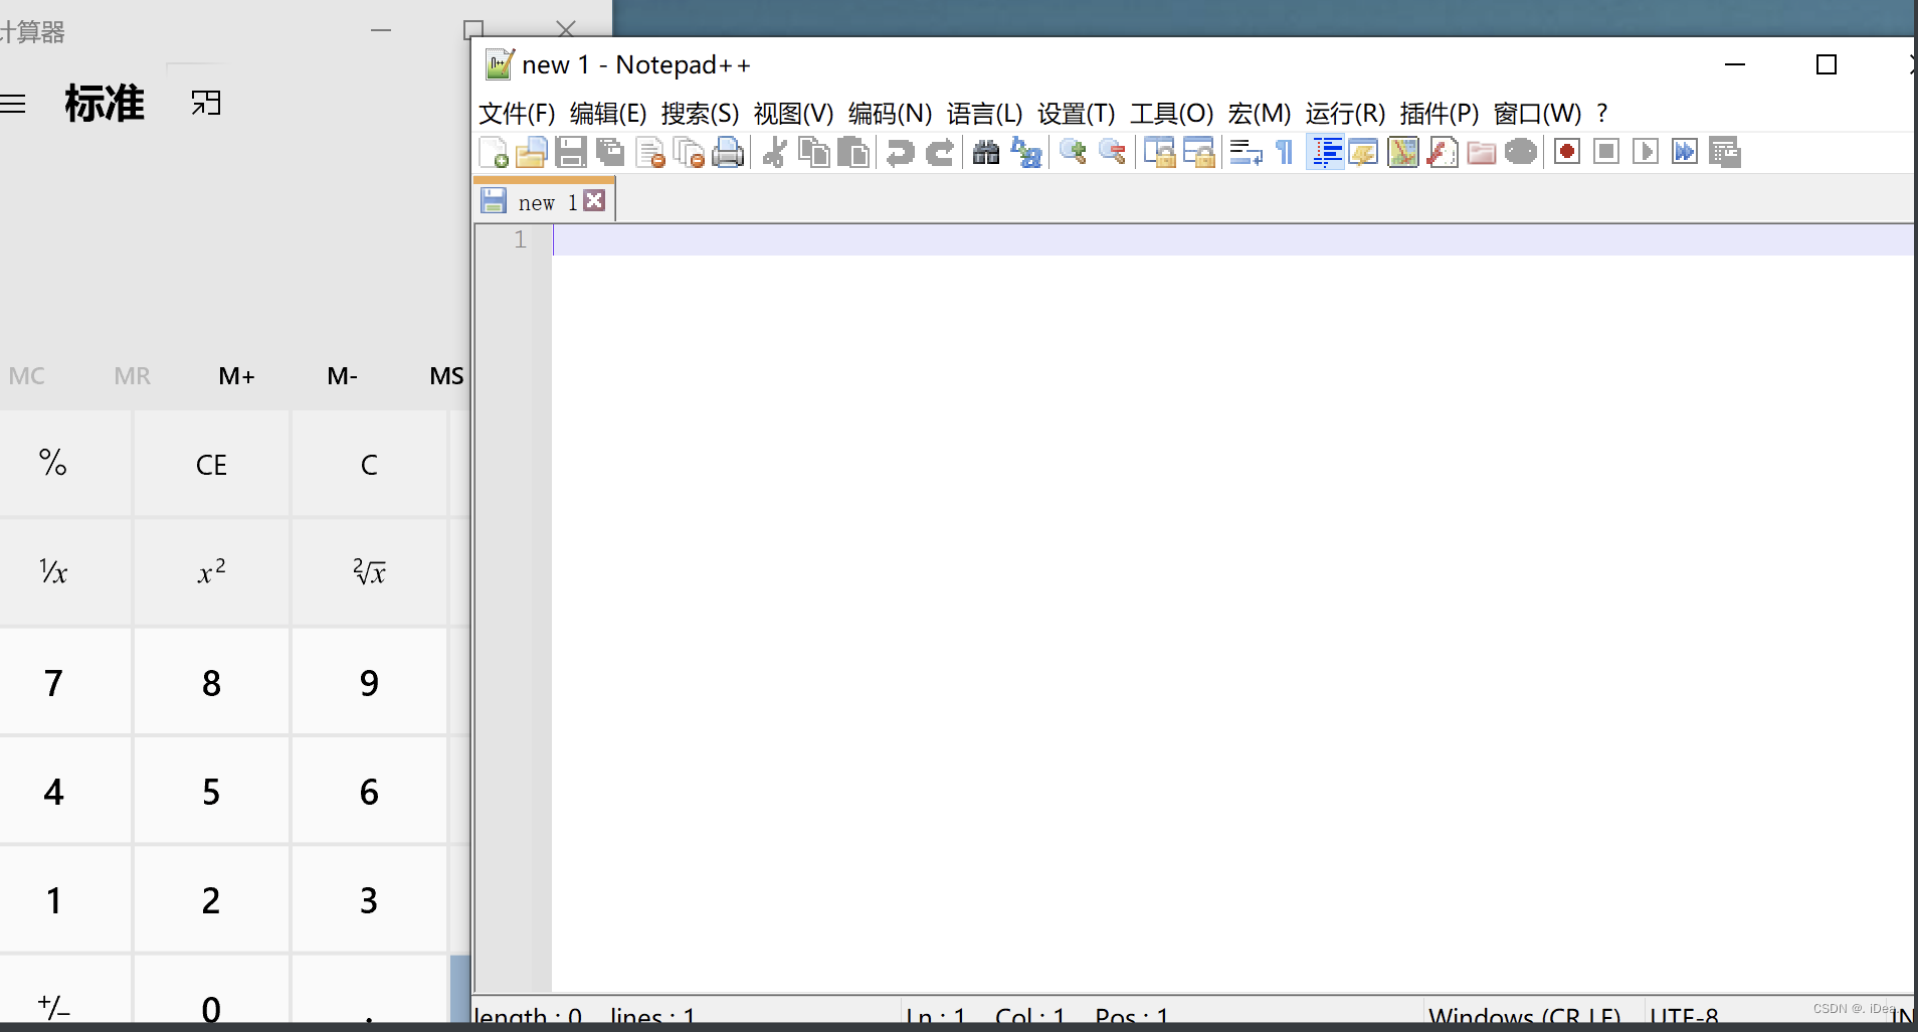 计算器
标准
MC MR M+ M- MS
% CE C
¹/x x² ²√x
7 8 9
4 5 6
1 2 3
+/- 0 .
new 1 - Notepad++
文件(F) 编辑(E) 搜索(S) 视图(V) 编码(N) 语言(L) 设置(T) 工具(O) 宏(M) 运行(R) 插件(P) 窗口(W) ?
new 1
1
length : 0 lines : 1 Ln : 1 Col : 1 Pos : 1 Windows (CR LF) UTF-8 IN
CSDN @. iDea.